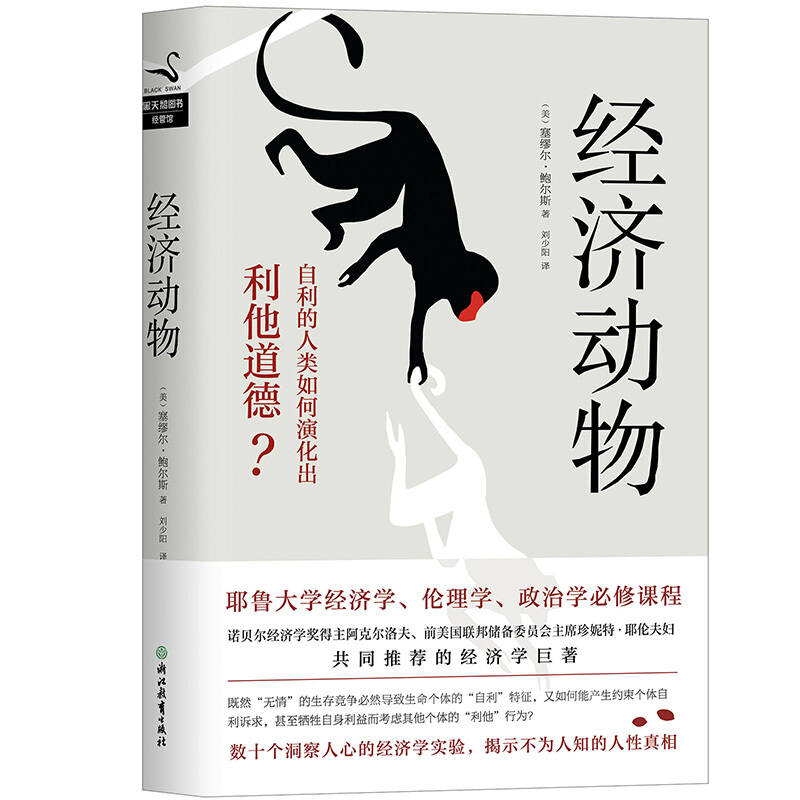 BLACK SWAN
黑天鹅图书
经管馆
经济动物
（美）塞缪尔·鲍尔斯 著
刘少阳 译
浙江教育出版社
经济动物
（美）塞缪尔·鲍尔斯 著
刘少阳 译
自利的人类如何演化出
利他道德？
耶鲁大学经济学、伦理学、政治学必修课程
诺贝尔经济学奖得主阿克尔洛夫、前美国联邦储备委员会主席珍妮特·耶伦夫妇
共同推荐的经济学巨著
既然“无情”的生存竞争必然导致生命个体的“自利”特征，又如何能产生约束个体自
利诉求，甚至牺牲自身利益而考虑其他个体的“利他”行为？
数十个洞察人心的经济学实验，揭示不为人知的人性真相